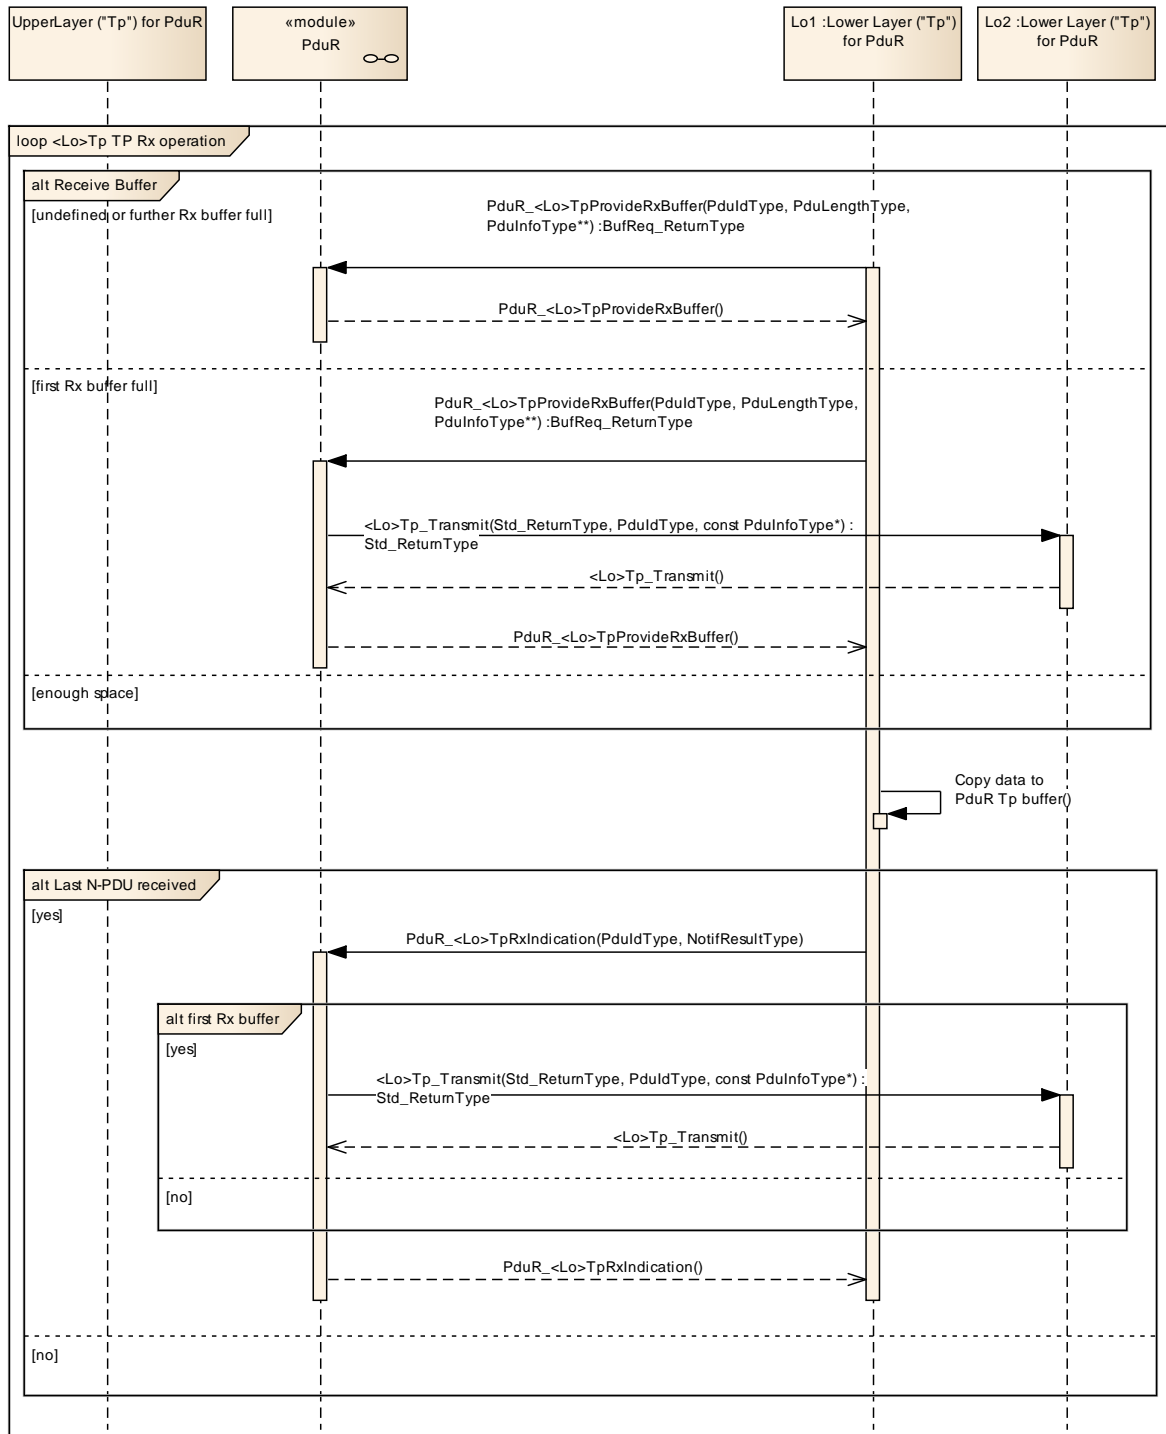 UpperLayer ("Tp") for PduR
«module»
PduR
Lo1 :Lower Layer ("Tp")
for PduR
Lo2 :Lower Layer ("Tp")
for PduR
loop <Lo>Tp TP Rx operation
alt Receive Buffer
[undefined or further Rx buffer full]
PduR_<Lo>TpProvideRxBuffer(PduIdType, PduLengthType,
PduInfoType**) :BufReq_ReturnType
PduR_<Lo>TpProvideRxBuffer()
[first Rx buffer full]
PduR_<Lo>TpProvideRxBuffer(PduIdType, PduLengthType,
PduInfoType**) :BufReq_ReturnType
<Lo>Tp_Transmit(Std_ReturnType, PduIdType, const PduInfoType*) :
Std_ReturnType
<Lo>Tp_Transmit()
PduR_<Lo>TpProvideRxBuffer()
[enough space]
Copy data to
PduR Tp buffer()
alt Last N-PDU received
[yes]
PduR_<Lo>TpRxIndication(PduIdType, NotifResultType)
alt first Rx buffer
[yes]
<Lo>Tp_Transmit(Std_ReturnType, PduIdType, const PduInfoType*) :
Std_ReturnType
<Lo>Tp_Transmit()
[no]
PduR_<Lo>TpRxIndication()
[no]